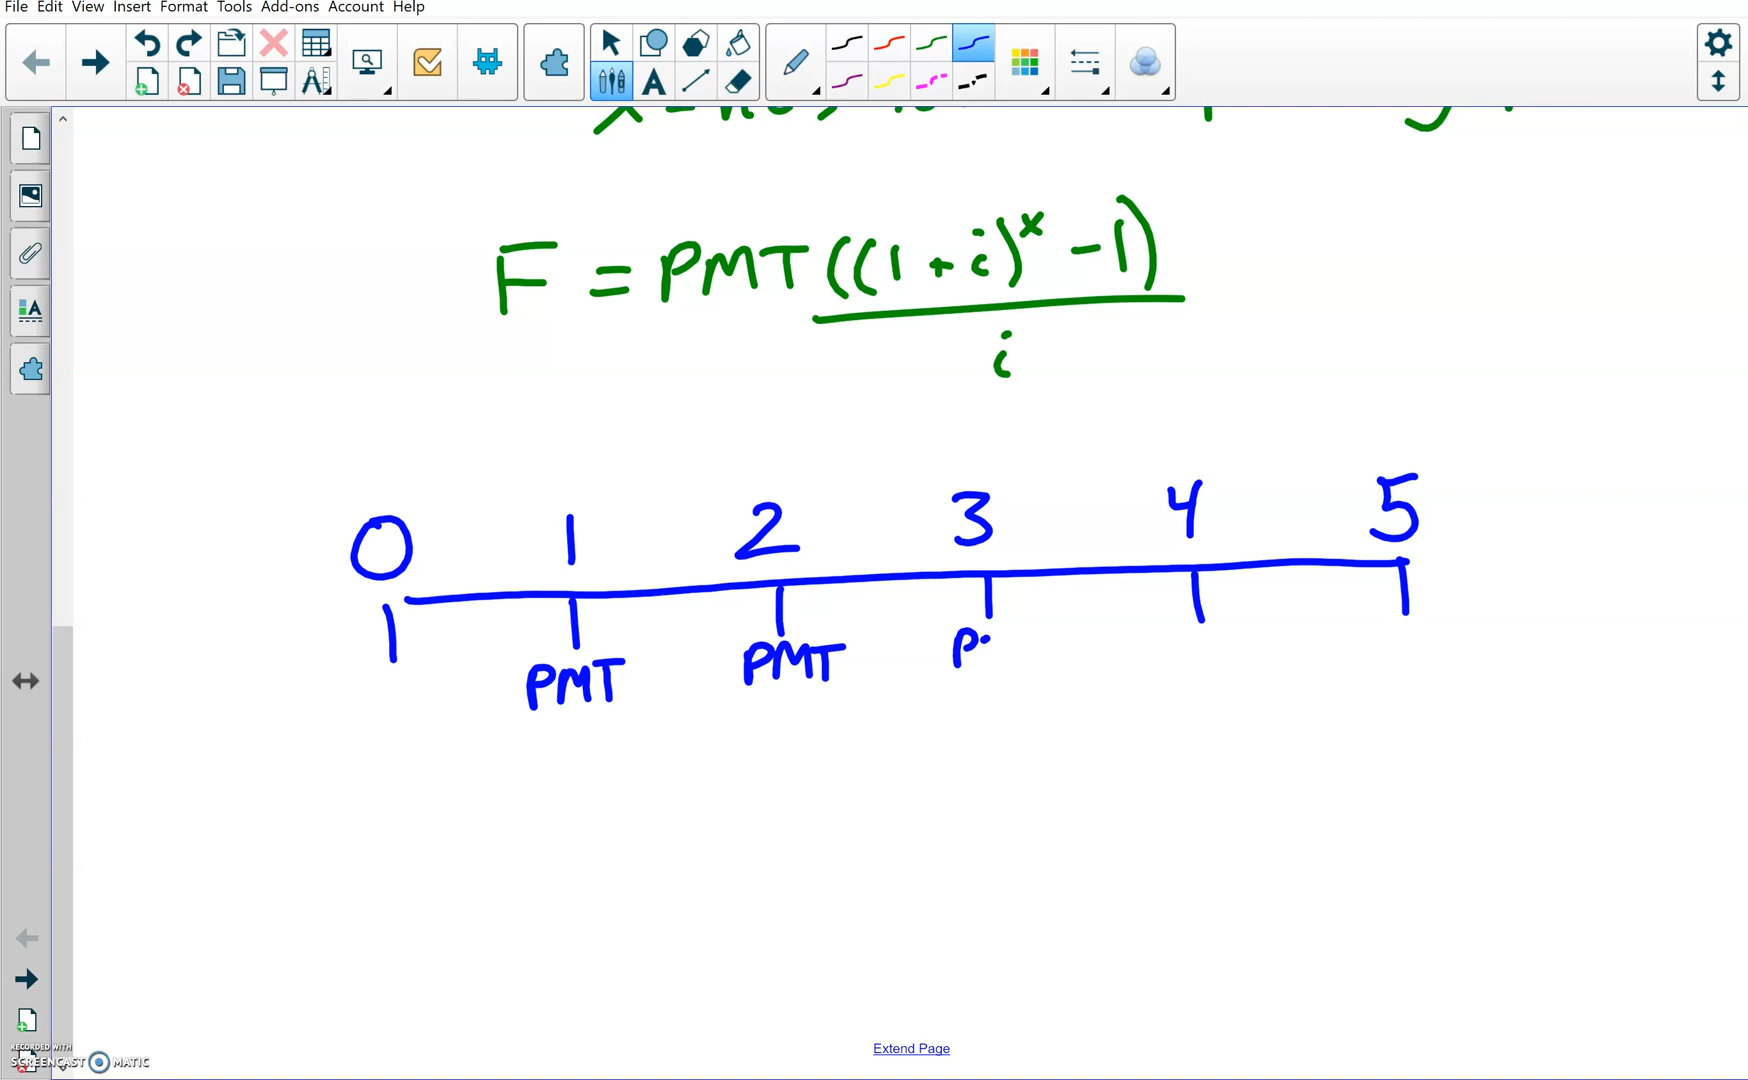 File Edit View Insert Format Tools Add-ons Account Help
F = PMT((1 + i)^x - 1)
i
0 1 2 3 4 5
PMT PMT P
Extend Page
RECORDED WITH
SCREENCAST MATIC